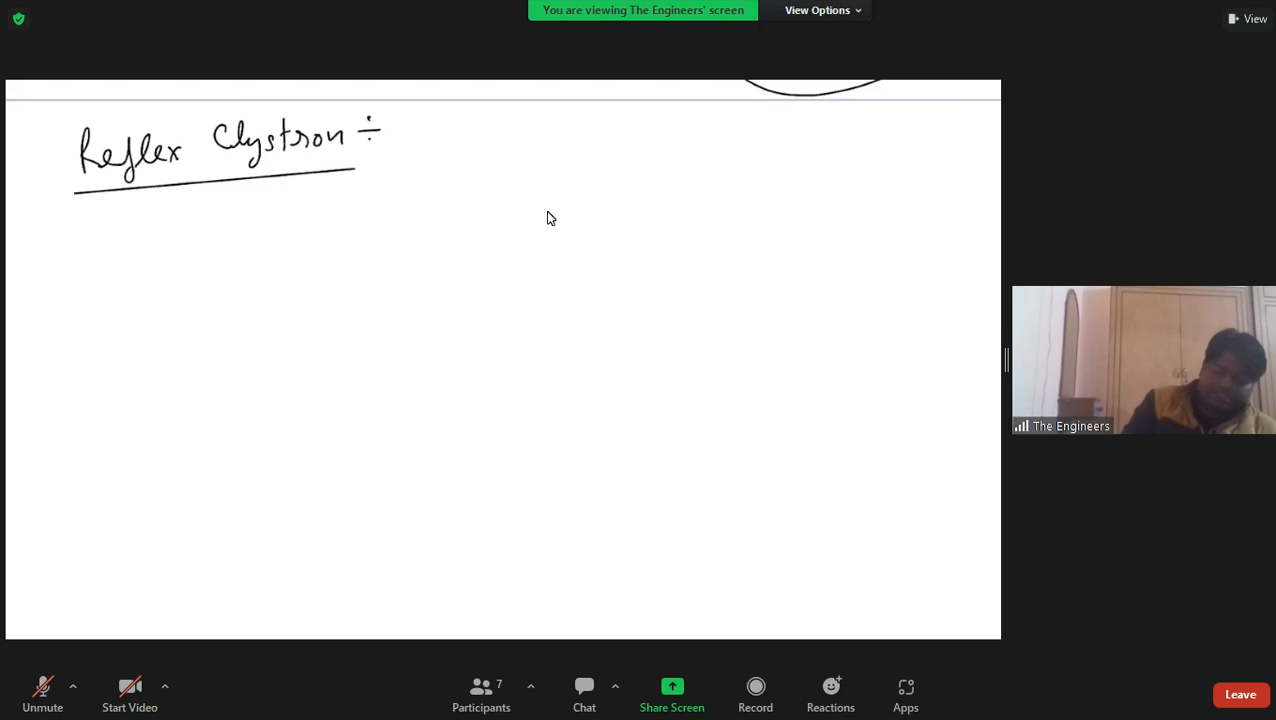 You are viewing The Engineers' screen
View Options
View
Reflex Clystron ÷
The Engineers
Unmute
Start Video
7
Participants
Chat
Share Screen
Record
Reactions
Apps
Leave